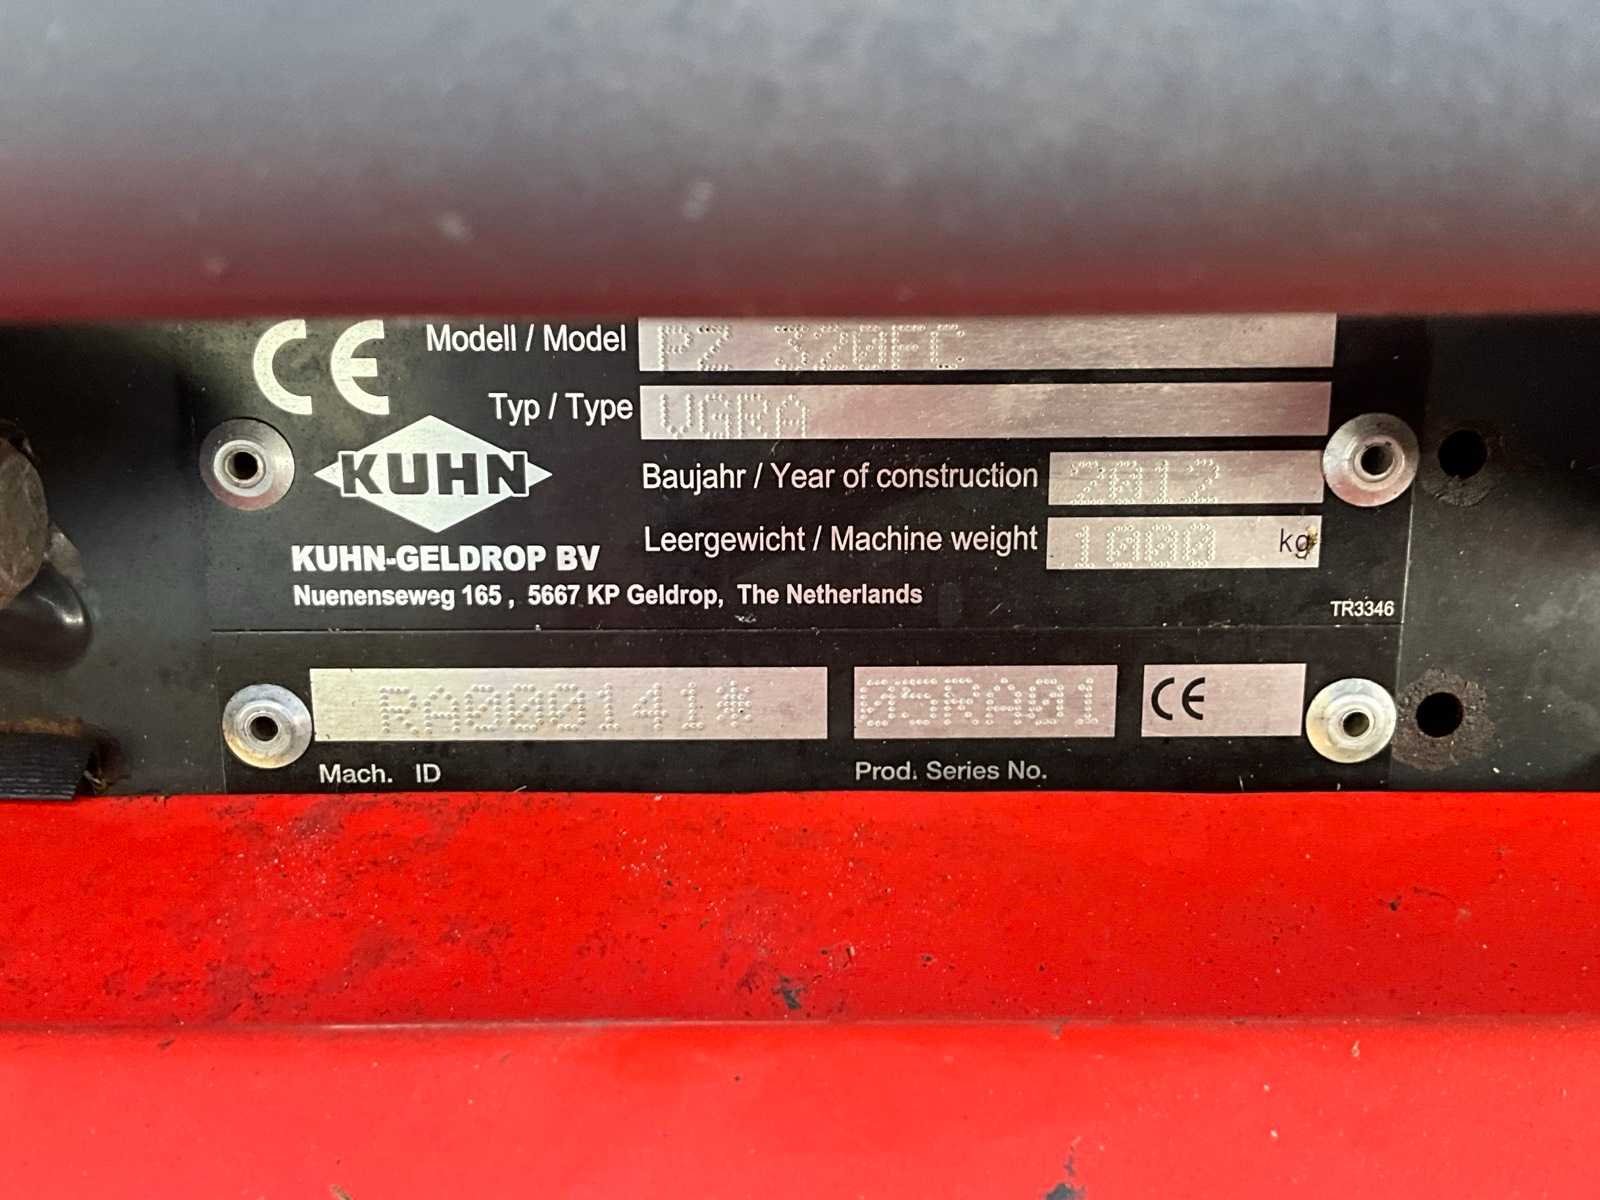 CE Modell / Model PZ 320FC
Typ / Type VGRA
KUHN Baujahr / Year of construction 2012
Leergewicht / Machine weight 1000 kg
KUHN-GELDROP BV
Nuenenseweg 165 , 5667 KP Geldrop, The Netherlands
TR3346
RA000141* 05RA01 CE
Mach. ID Prod. Series No.